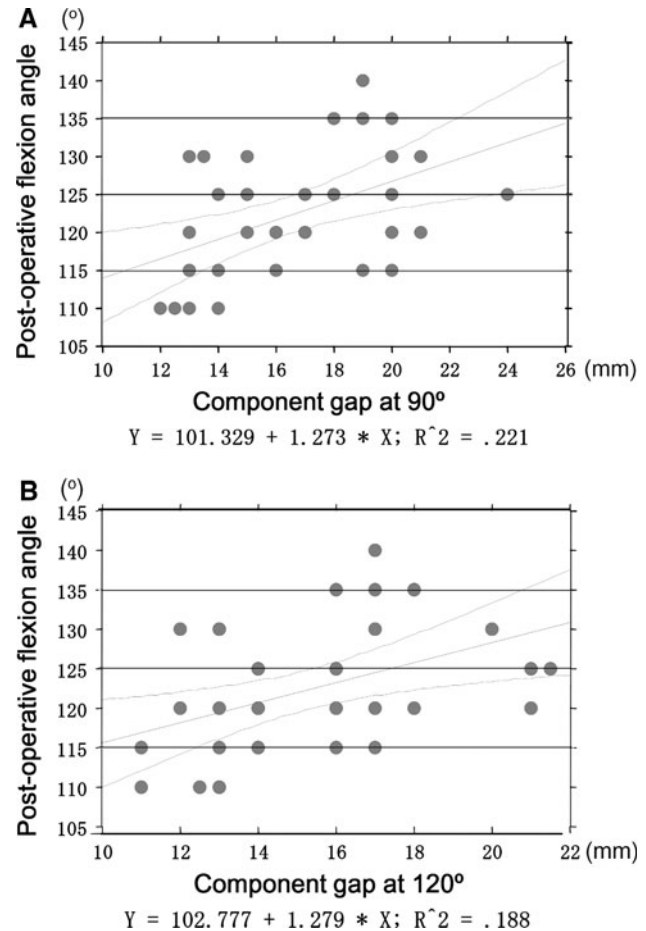 A (º)
145
140
135
130
125
120
115
110
105
Post-operative flexion angle
10 12 14 16 18 20 22 24 26 (mm)
Component gap at 90º
Y = 101.329 + 1.273 * X; R^2 = .221
B (º)
145
140
135
130
125
120
115
110
105
Post-operative flexion angle
10 12 14 16 18 20 22 (mm)
Component gap at 120º
Y = 102.777 + 1.279 * X; R^2 = .188